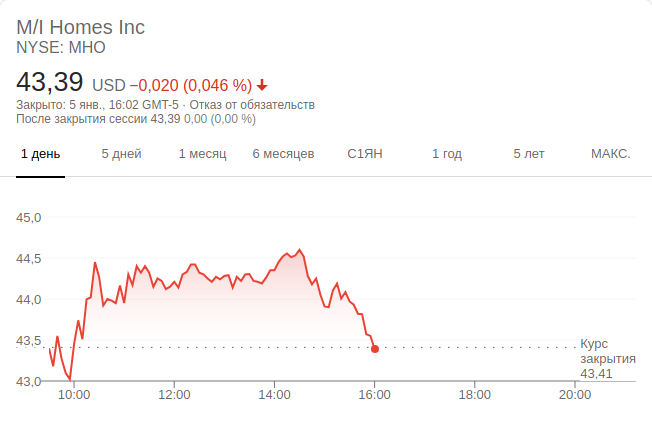 M/I Homes Inc
NYSE: MHO
43,39 USD −0,020 (0,046 %)
Закрыто: 5 янв., 16:02 GMT-5 · Отказ от обязательств
После закрытия сессии 43,39 0,00 (0,00 %)
1 день 5 дней 1 месяц 6 месяцев С1ЯН 1 год 5 лет МАКС.
45,0
44,5
44,0
43,5
Курс
закрытия
43,41
43,0
10:00 12:00 14:00 16:00 18:00 20:00